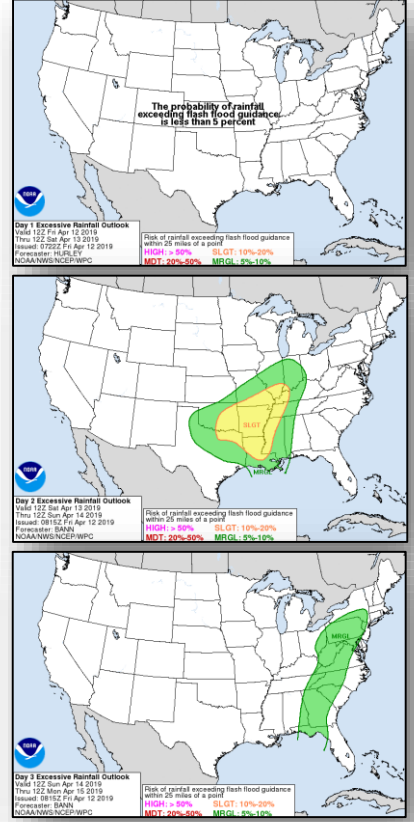 The probability of rainfall
exceeding flash flood guidance
is less than 5 percent
noaa
Day 1 Excessive Rainfall Outlook
Valid 12Z Fri Apr 12 2019
Thru 12Z Sat Apr 13 2019
Issued: 0722Z Fri Apr 12 2019
Forecaster: HURLEY
NOAA/NWS/NCEP/WPC
Risk of rainfall exceeding flash flood guidance
within 25 miles of a point
HIGH: > 50% SLGT: 10%-20%
MDT: 20%-50% MRGL: 5%-10%
SLGT
MRGL
noaa
Day 2 Excessive Rainfall Outlook
Valid 12Z Sat Apr 13 2019
Thru 12Z Sun Apr 14 2019
Issued: 0815Z Fri Apr 12 2019
Forecaster: BANN
NOAA/NWS/NCEP/WPC
Risk of rainfall exceeding flash flood guidance
within 25 miles of a point
HIGH: > 50% SLGT: 10%-20%
MDT: 20%-50% MRGL: 5%-10%
MRGL
noaa
Day 3 Excessive Rainfall Outlook
Valid 12Z Sun Apr 14 2019
Thru 12Z Mon Apr 15 2019
Issued: 0815Z Fri Apr 12 2019
Forecaster: BANN
NOAA/NWS/NCEP/WPC
Risk of rainfall exceeding flash flood guidance
within 25 miles of a point
HIGH: > 50% SLGT: 10%-20%
MDT: 20%-50% MRGL: 5%-10%